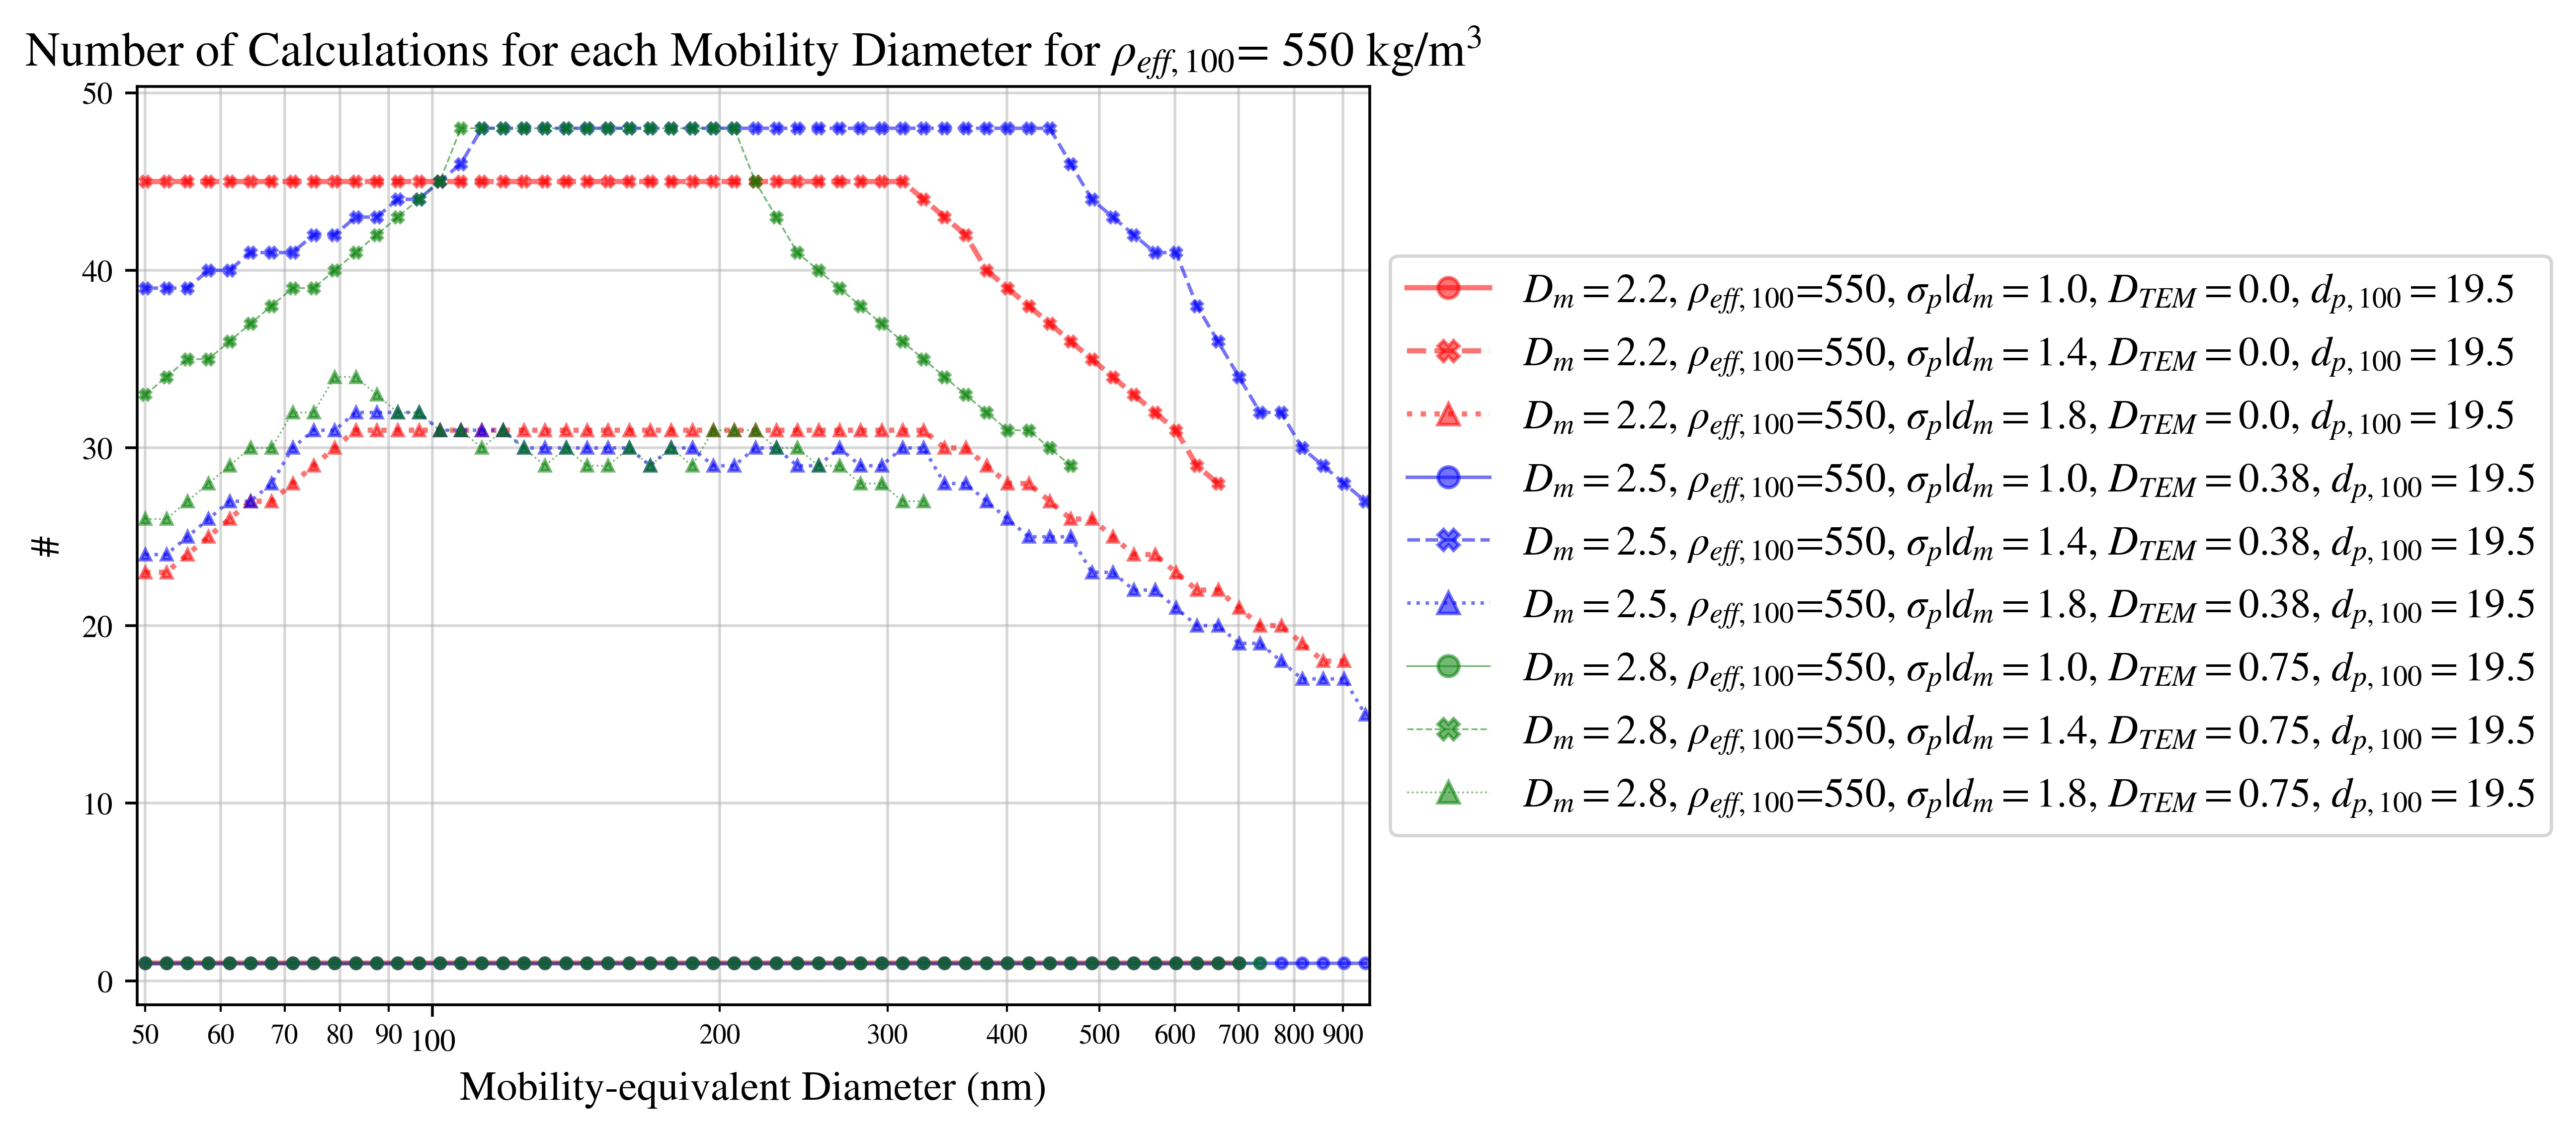 Number of Calculations for each Mobility Diameter for ρeff, 100= 550 kg/m³
50
40
30
20
10
0
#
50 60 70 80 90 100 200 300 400 500 600 700 800 900
Mobility-equivalent Diameter (nm)
Dm = 2.2, ρeff, 100=550, σp|dm = 1.0, DTEM = 0.0, dp, 100 = 19.5
Dm = 2.2, ρeff, 100=550, σp|dm = 1.4, DTEM = 0.0, dp, 100 = 19.5
Dm = 2.2, ρeff, 100=550, σp|dm = 1.8, DTEM = 0.0, dp, 100 = 19.5
Dm = 2.5, ρeff, 100=550, σp|dm = 1.0, DTEM = 0.38, dp, 100 = 19.5
Dm = 2.5, ρeff, 100=550, σp|dm = 1.4, DTEM = 0.38, dp, 100 = 19.5
Dm = 2.5, ρeff, 100=550, σp|dm = 1.8, DTEM = 0.38, dp, 100 = 19.5
Dm = 2.8, ρeff, 100=550, σp|dm = 1.0, DTEM = 0.75, dp, 100 = 19.5
Dm = 2.8, ρeff, 100=550, σp|dm = 1.4, DTEM = 0.75, dp, 100 = 19.5
Dm = 2.8, ρeff, 100=550, σp|dm = 1.8, DTEM = 0.75, dp, 100 = 19.5